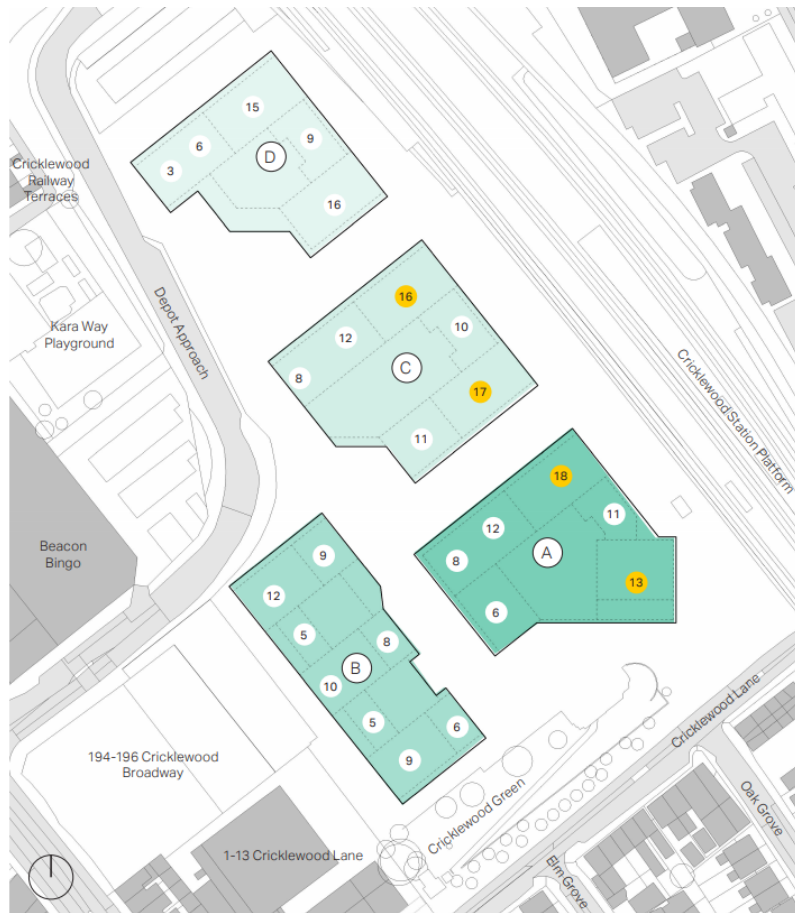 15
6
9
3
D
16
Cricklewood
Railway
Terraces
Depot Approach
Kara Way
Playground
16
12
10
8
C
17
11
Cricklewood Station Platform
18
12
11
8
A
13
6
Beacon
Bingo
9
12
5
8
B
10
5
6
9
194-196 Cricklewood
Broadway
1-13 Cricklewood Lane
Cricklewood Green
Cricklewood Lane
Oak Grove
Elm Grove